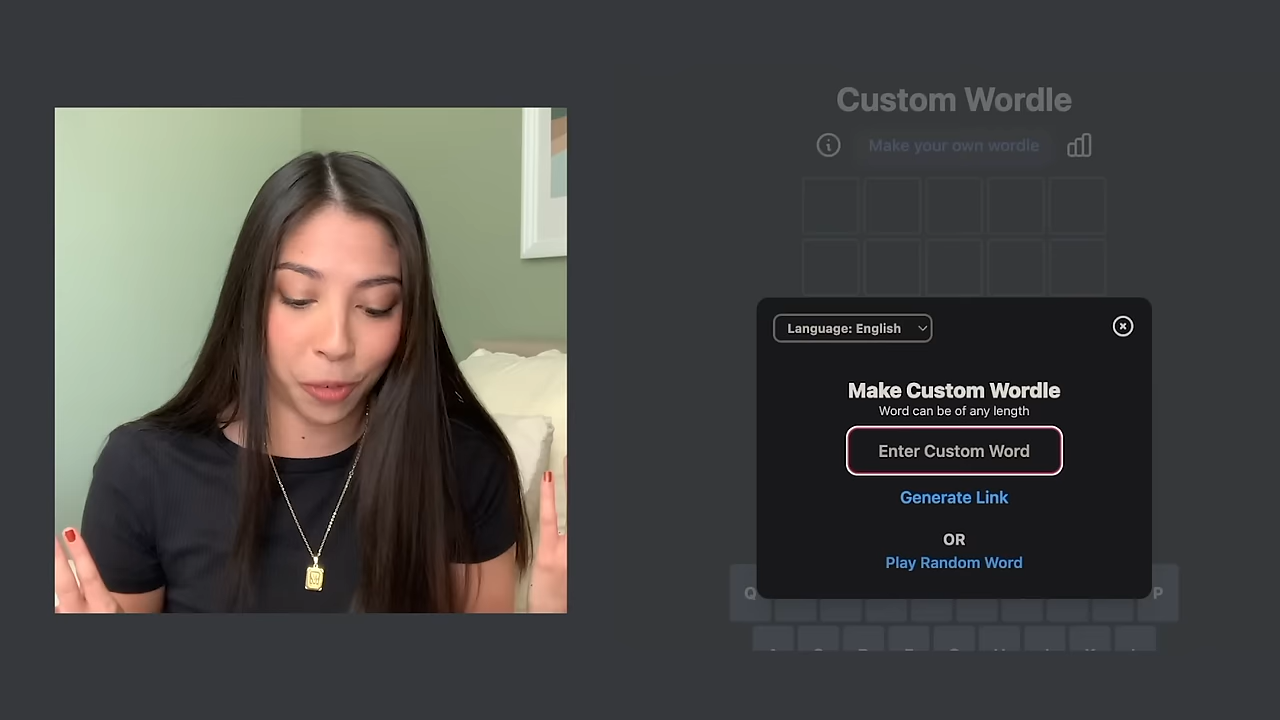 Custom Wordle
Make your own wordle
Language: English
Make Custom Wordle
Word can be of any length
Enter Custom Word
Generate Link
OR
Play Random Word
Q P